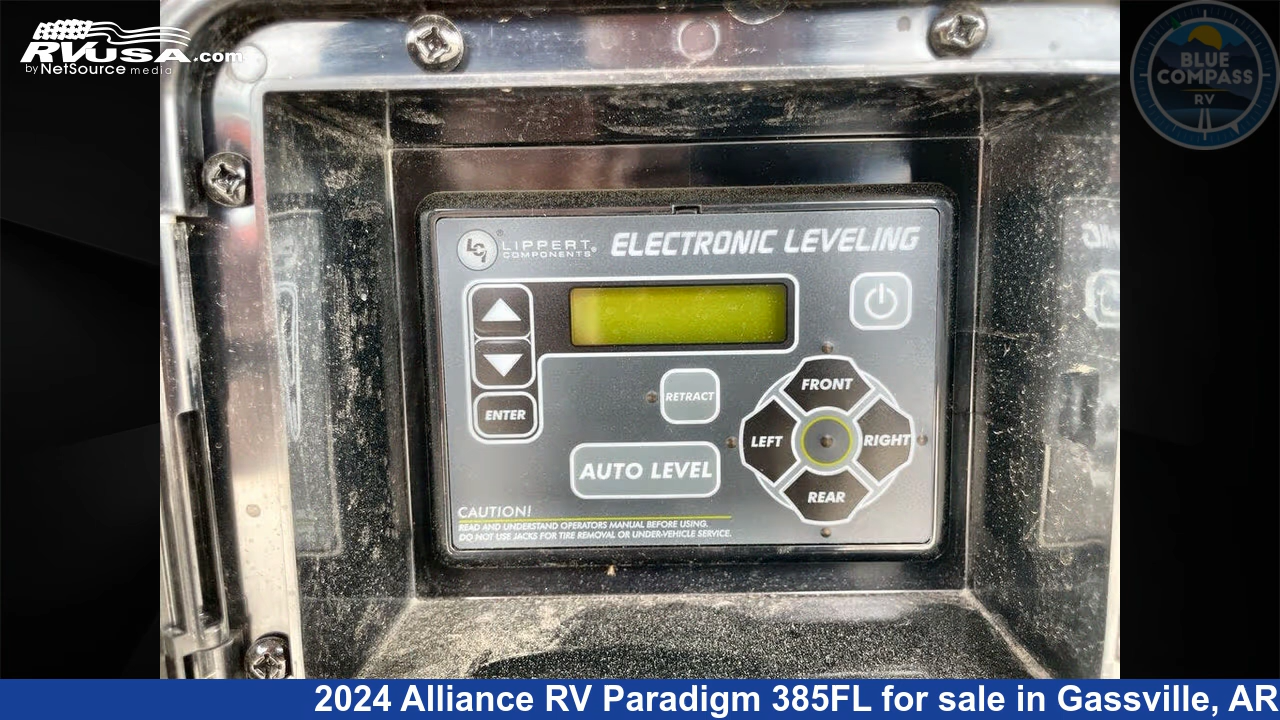 RVUSA.com
by NetSource media
BLUE
COMPASS
RV
LCI® LIPPERT® ELECTRONIC LEVELING
COMPONENTS
FRONT
RETRACT
ENTER
LEFT RIGHT
AUTO LEVEL
REAR
CAUTION!
READ AND UNDERSTAND OPERATORS MANUAL BEFORE USING.
DO NOT USE JACKS FOR TIRE REMOVAL OR UNDER-VEHICLE SERVICE.
2024 Alliance RV Paradigm 385FL for sale in Gassville, AR